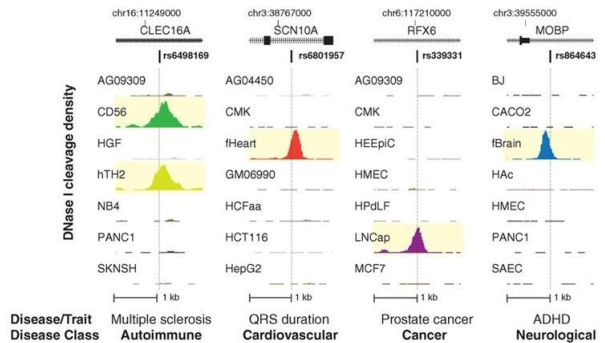 chr16:11249000 chr3:38767000 chr6:117210000 chr3:39555000
CLEC16A SCN10A RFX6 MOBP
rs6498169 rs6801957 rs339331 rs864643
DNase I cleavage density
AG09309 AG04450 AG09309 BJ
CD56 CMK CMK CACO2
HGF fHeart HEEpiC fBrain
hTH2 GM06990 HMEC HAc
NB4 HCFaa HPdLF HMEC
PANC1 HCT116 LNCap PANC1
SKNSH HepG2 MCF7 SAEC
1 kb 1 kb 1 kb 1 kb
Disease/Trait Multiple sclerosis QRS duration Prostate cancer ADHD
Disease Class Autoimmune Cardiovascular Cancer Neurological